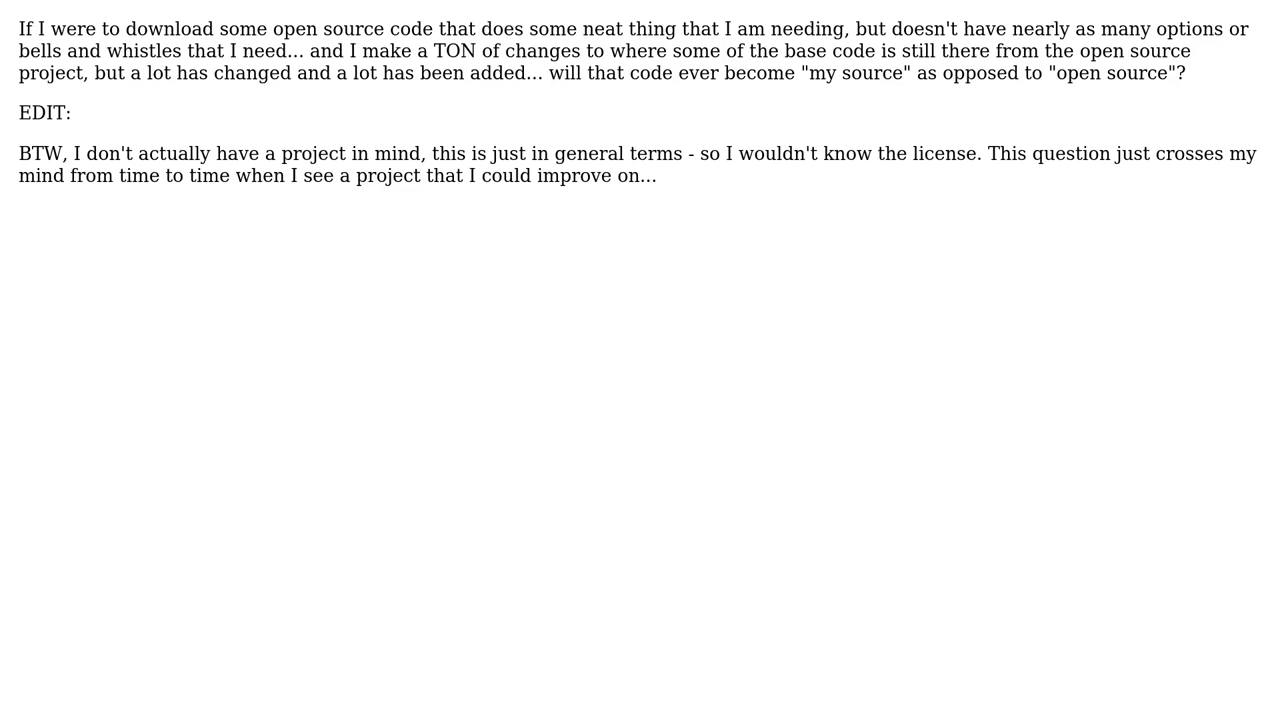 If I were to download some open source code that does some neat thing that I am needing, but doesn't have nearly as many options or
bells and whistles that I need... and I make a TON of changes to where some of the base code is still there from the open source
project, but a lot has changed and a lot has been added... will that code ever become "my source" as opposed to "open source"?
EDIT:
BTW, I don't actually have a project in mind, this is just in general terms - so I wouldn't know the license. This question just crosses my
mind from time to time when I see a project that I could improve on...